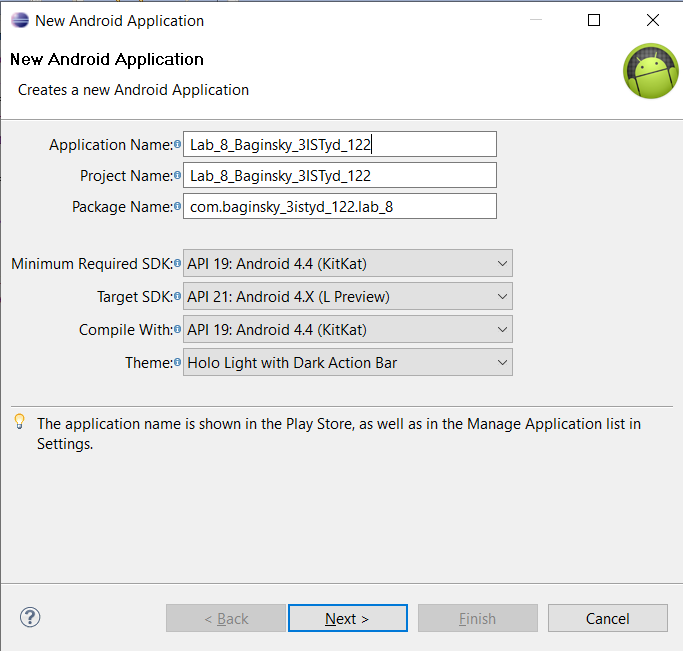 New Android Application
New Android Application
Creates a new Android Application
Application Name: Lab_8_Baginsky_3ISTyd_122
Project Name: Lab_8_Baginsky_3ISTyd_122
Package Name: com.baginsky_3istyd_122.lab_8
Minimum Required SDK: API 19: Android 4.4 (KitKat)
Target SDK: API 21: Android 4.X (L Preview)
Compile With: API 19: Android 4.4 (KitKat)
Theme: Holo Light with Dark Action Bar
The application name is shown in the Play Store, as well as in the Manage Application list in
Settings.
? < Back Next > Finish Cancel